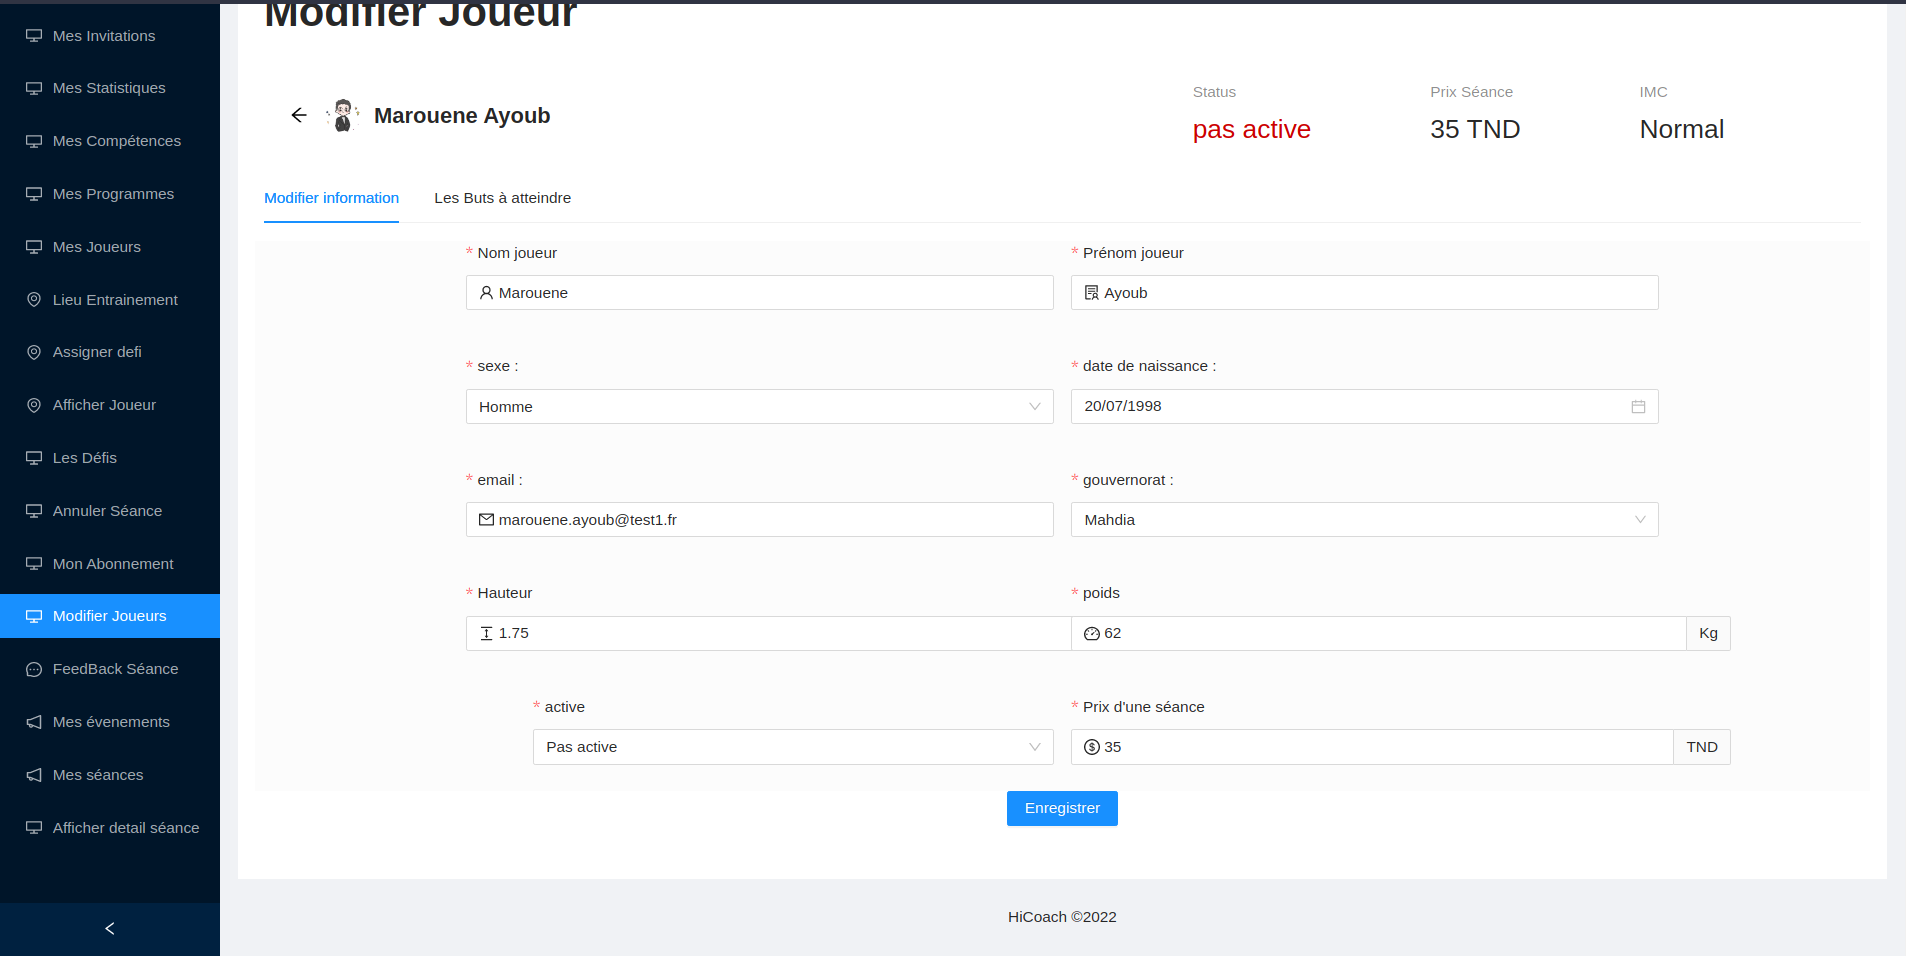 Mes Invitations
Mes Statistiques
Mes Compétences
Mes Programmes
Mes Joueurs
Lieu Entrainement
Assigner defi
Afficher Joueur
Les Défis
Annuler Séance
Mon Abonnement
Modifier Joueurs
FeedBack Séance
Mes évenements
Mes séances
Afficher detail séance
Modifier Joueur
Marouene Ayoub
Status
pas active
Prix Séance
35 TND
IMC
Normal
Modifier information
Les Buts à atteindre
* Nom joueur
Marouene
* Prénom joueur
Ayoub
* sexe :
Homme
* date de naissance :
20/07/1998
* email :
marouene.ayoub@test1.fr
* gouvernorat :
Mahdia
* Hauteur
1.75
* poids
62 Kg
* active
Pas active
* Prix d'une séance
35 TND
Enregistrer
HiCoach ©2022